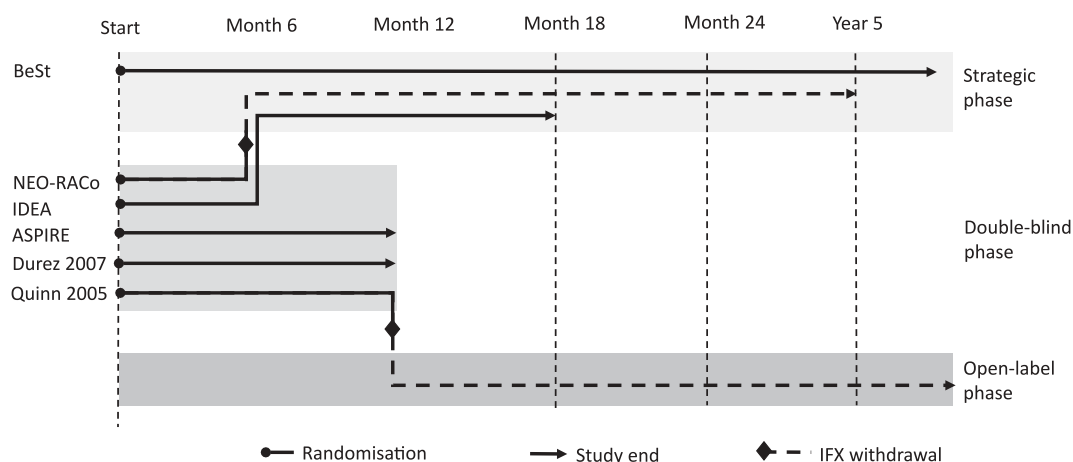 Start
Month 6
Month 12
Month 18
Month 24
Year 5
BeSt
Strategic
phase
NEO-RACo
IDEA
ASPIRE
Durez 2007
Quinn 2005
Double-blind
phase
Open-label
phase
Randomisation
Study end
IFX withdrawal